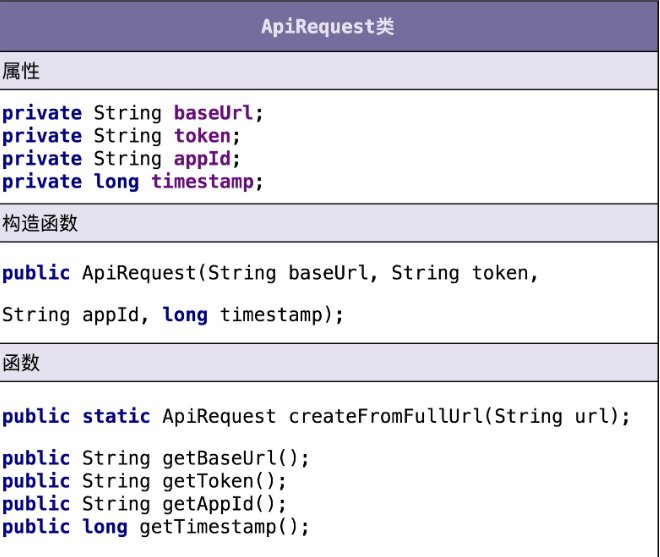 ApiRequest类
属性
private String baseUrl;
private String token;
private String appId;
private long timestamp;
构造函数
public ApiRequest(String baseUrl, String token,
String appId, long timestamp);
函数
public static ApiRequest createFromFullUrl(String url);
public String getBaseUrl();
public String getToken();
public String getAppId();
public long getTimestamp();